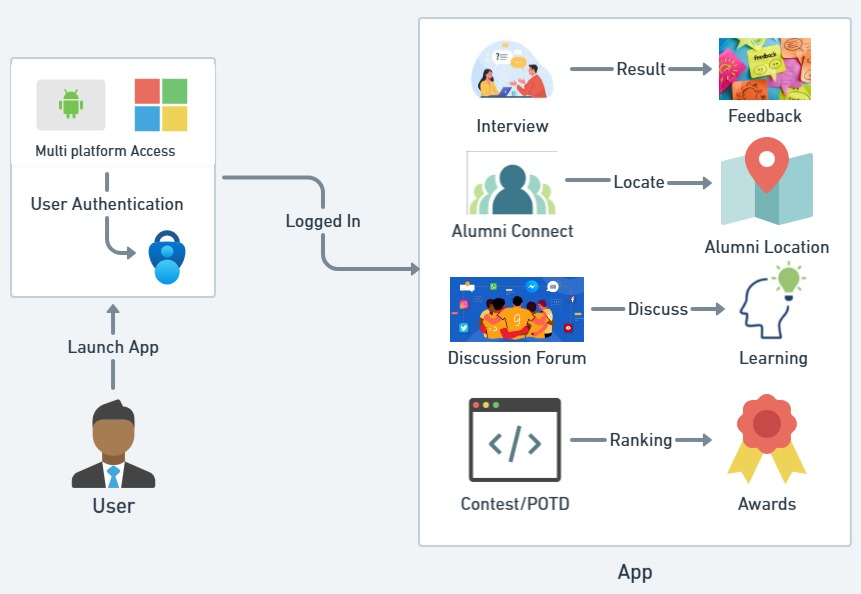 Multi platform Access
User Authentication
Logged In
Launch App
User
Interview
Result
Feedback
Feedback
Alumni Connect
Locate
Alumni Location
Discussion Forum
Discuss
Learning
</>
Contest/POTD
Ranking
Awards
App